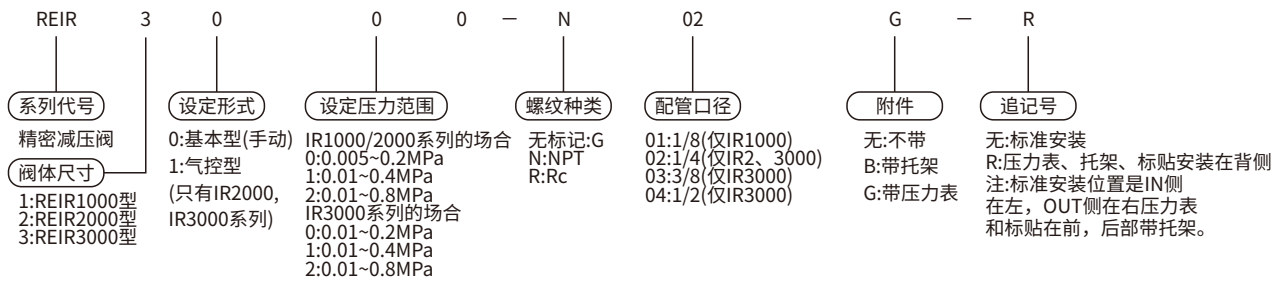 REIR 3 0 0 0 — N 02 G — R
系列代号
精密减压阀
阀体尺寸
1:REIR1000型
2:REIR2000型
3:REIR3000型
设定形式
0:基本型(手动)
1:气控型
(只有IR2000,
IR3000系列)
设定压力范围
IR1000/2000系列的场合
0:0.005~0.2MPa
1:0.01~0.4MPa
2:0.01~0.8MPa
IR3000系列的场合
0:0.01~0.2MPa
1:0.01~0.4MPa
2:0.01~0.8MPa
螺纹种类
无标记:G
N:NPT
R:Rc
配管口径
01:1/8(仅IR1000)
02:1/4(仅IR2、3000)
03:3/8(仅IR3000)
04:1/2(仅IR3000)
附件
无:不带
B:带托架
G:带压力表
追记号
无:标准安装
R:压力表、托架、标贴安装在背侧
注:标准安装位置是IN侧
在左，OUT侧在右压力表
和标贴在前，后部带托架。